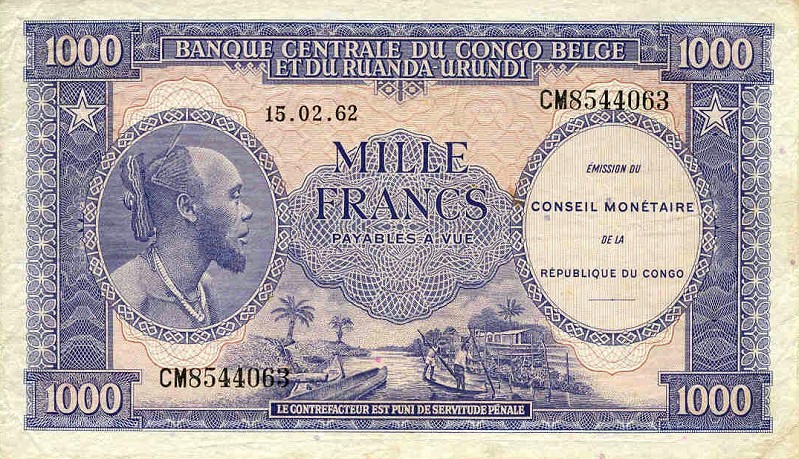 1000
BANQUE CENTRALE DU CONGO BELGE
ET DU RUANDA-URUNDI
1000
15.02.62
CM8544063
MILLE
FRANCS
PAYABLES A VUE
ÉMISSION DU
CONSEIL MONÉTAIRE
DE LA
RÉPUBLIQUE DU CONGO
CM8544063
1000
LE CONTREFACTEUR EST PUNI DE SERVITUDE PÉNALE
1000